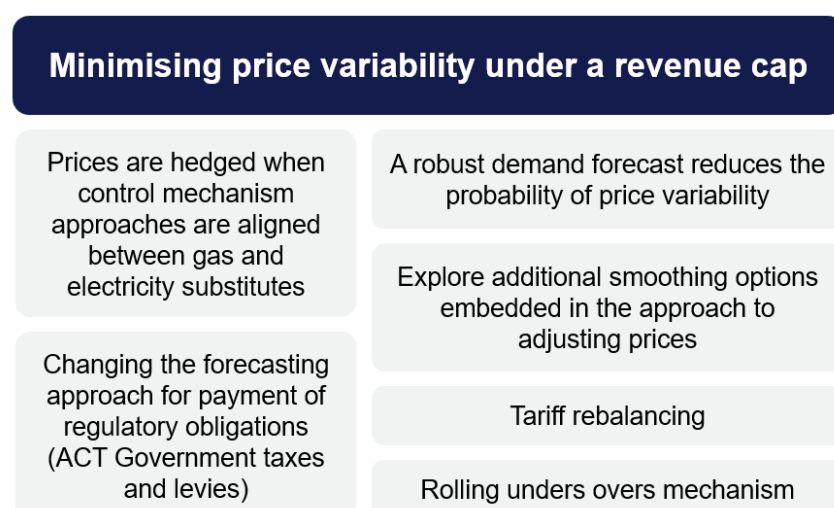 Minimising price variability under a revenue cap
Prices are hedged when
control mechanism
approaches are aligned
between gas and
electricity substitutes
Changing the forecasting
approach for payment of
regulatory obligations
(ACT Government taxes
and levies)
A robust demand forecast reduces the
probability of price variability
Explore additional smoothing options
embedded in the approach to
adjusting prices
Tariff rebalancing
Rolling unders overs mechanism